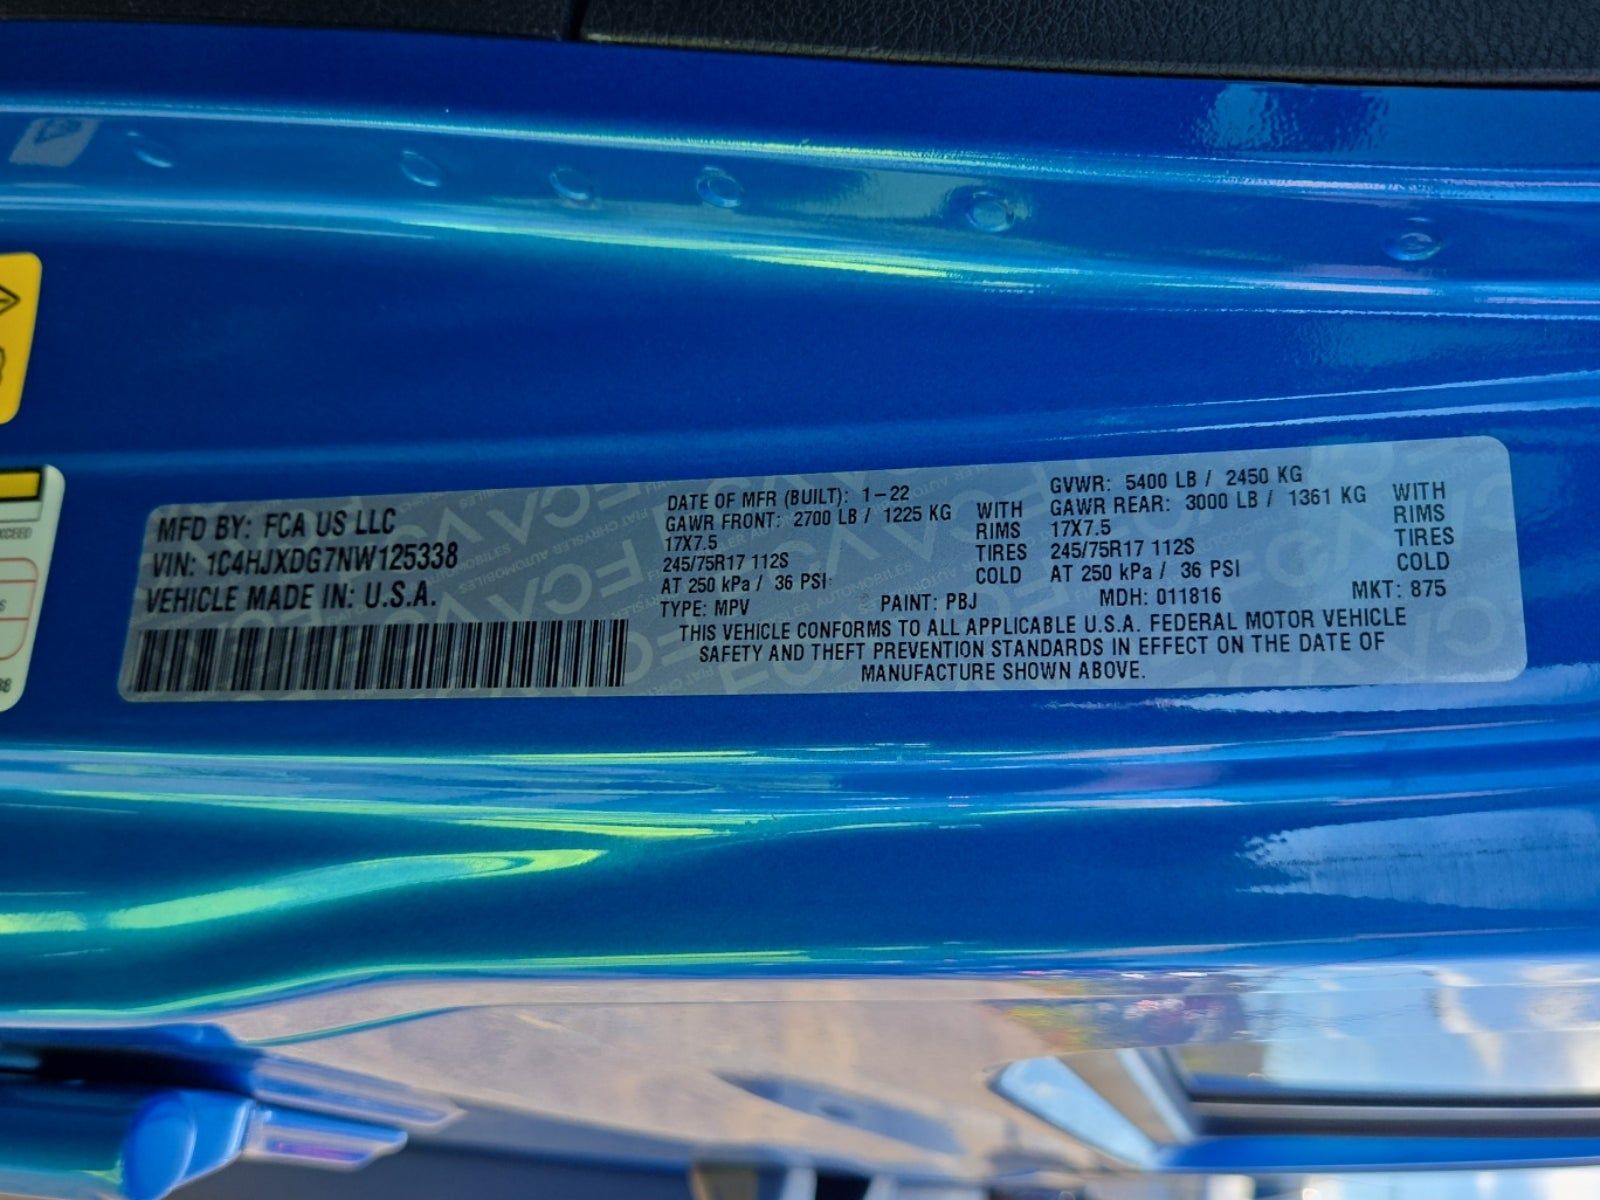 MFD BY: FCA US LLC
VIN: 1C4HJXDG7NW125338
VEHICLE MADE IN: U.S.A.
DATE OF MFR (BUILT): 1-22
GAWR FRONT: 2700 LB / 1225 KG WITH
17X7.5 RIMS
245/75R17 112S TIRES
AT 250 kPa / 36 PSI COLD
GVWR: 5400 LB / 2450 KG
GAWR REAR: 3000 LB / 1361 KG WITH
17X7.5 RIMS
245/75R17 112S TIRES
AT 250 kPa / 36 PSI COLD
TYPE: MPV PAINT: PBJ MDH: 011816 MKT: 875
THIS VEHICLE CONFORMS TO ALL APPLICABLE U.S.A. FEDERAL MOTOR VEHICLE
SAFETY AND THEFT PREVENTION STANDARDS IN EFFECT ON THE DATE OF
MANUFACTURE SHOWN ABOVE.